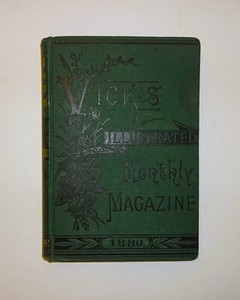 VICK'S
ILLUSTRATED
Monthly
MAGAZINE
1880